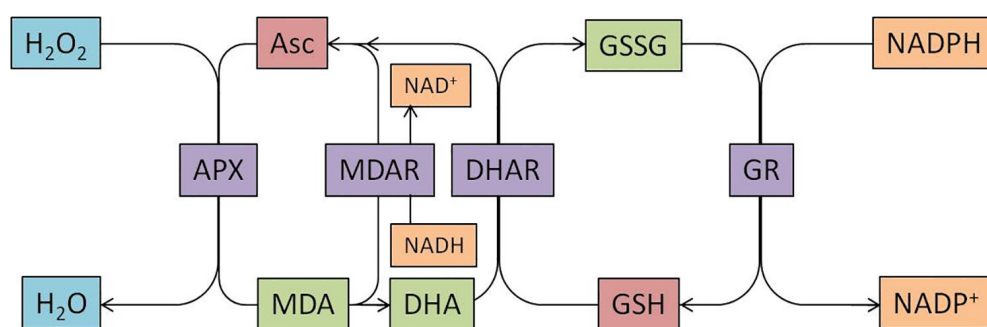 H₂O₂
Asc
GSSG
NADPH
NAD⁺
APX
MDAR
DHAR
GR
NADH
H₂O
MDA
DHA
GSH
NADP⁺